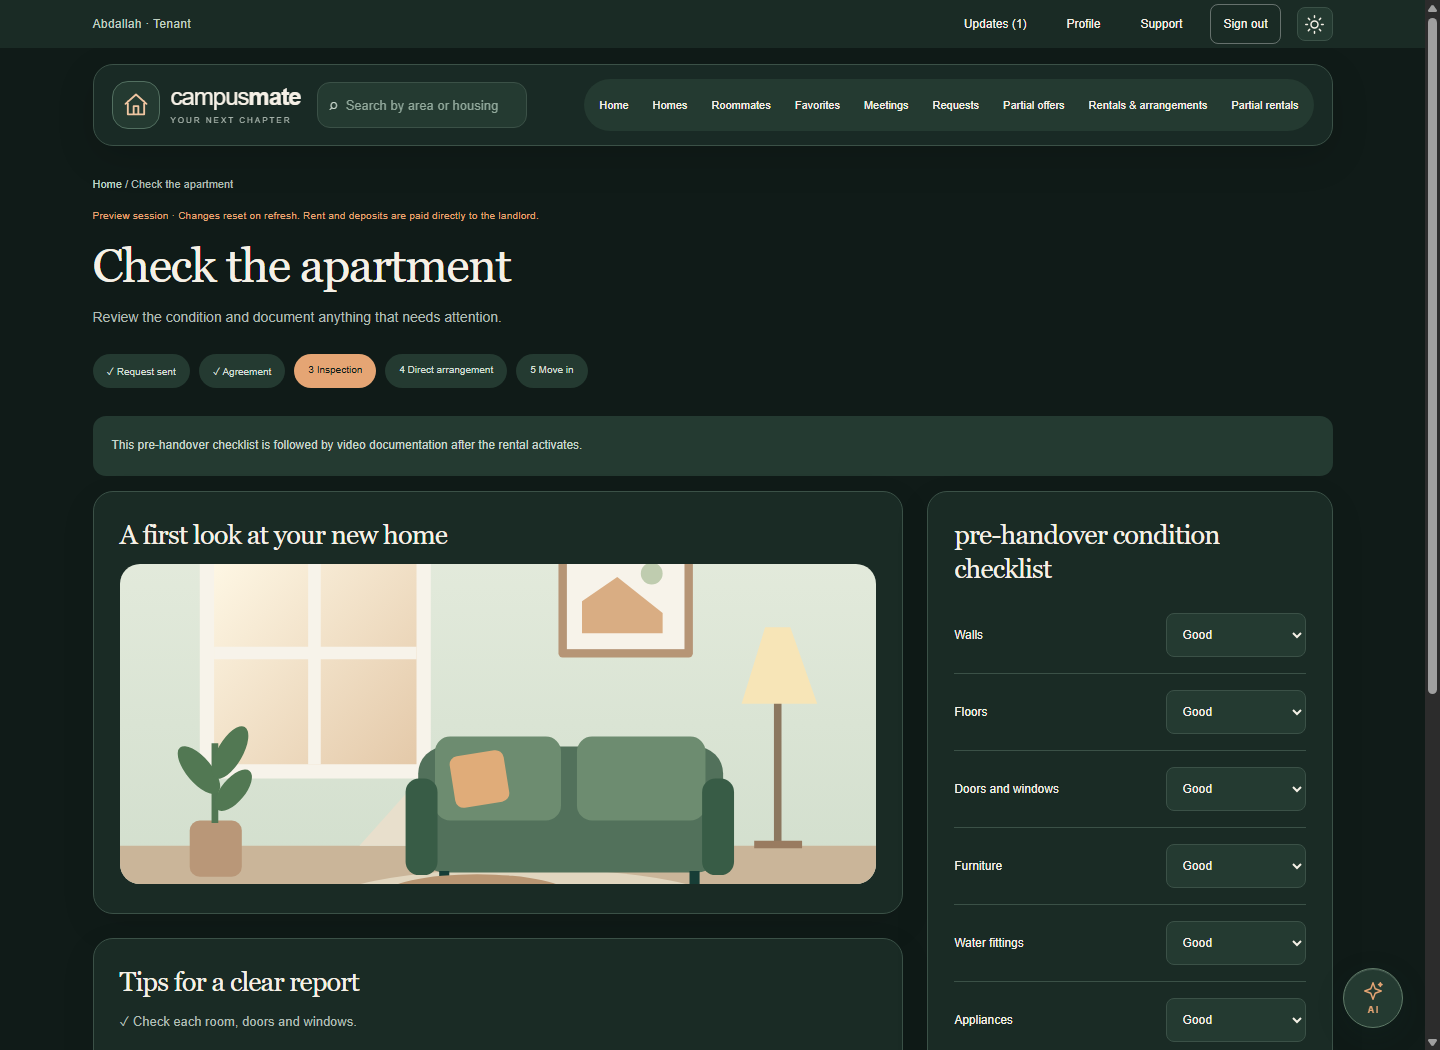 Abdallah · Tenant
Updates (1)
Profile
Support
Sign out
campusmate
YOUR NEXT CHAPTER
Search by area or housing
Home
Homes
Roommates
Favorites
Meetings
Requests
Partial offers
Rentals & arrangements
Partial rentals
Home / Check the apartment
Preview session · Changes reset on refresh. Rent and deposits are paid directly to the landlord.
Check the apartment
Review the condition and document anything that needs attention.
✓ Request sent
✓ Agreement
3 Inspection
4 Direct arrangement
5 Move in
This pre-handover checklist is followed by video documentation after the rental activates.
A first look at your new home
Tips for a clear report
✓ Check each room, doors and windows.
pre-handover condition
checklist
Walls
Good
Floors
Good
Doors and windows
Good
Furniture
Good
Water fittings
Good
Appliances
Good
AI